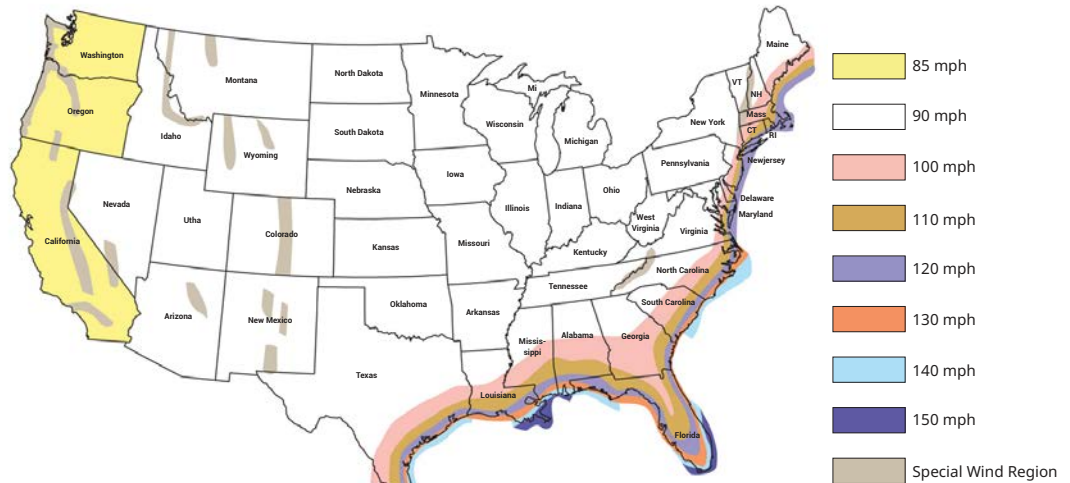 Washington
Montana
North Dakota
Minnesota
Maine
VT
NH
Mass
CT
RI
New York
Oregon
Idaho
Wyoming
South Dakota
Wisconsin
Mi
Michigan
Pennsylvania
Newjersey
Nebraska
Iowa
Illinois
Indiana
Ohio
Delaware
Maryland
West
Virginia
Virginia
Nevada
Utha
Colorado
Kansas
Missouri
Kentucky
California
Arizona
New Mexico
Oklahoma
Arkansas
Tennessee
North Carolina
South Carolina
Texas
Louisiana
Missis-
sippi
Alabama
Georgia
Florida
85 mph
90 mph
100 mph
110 mph
120 mph
130 mph
140 mph
150 mph
Special Wind Region